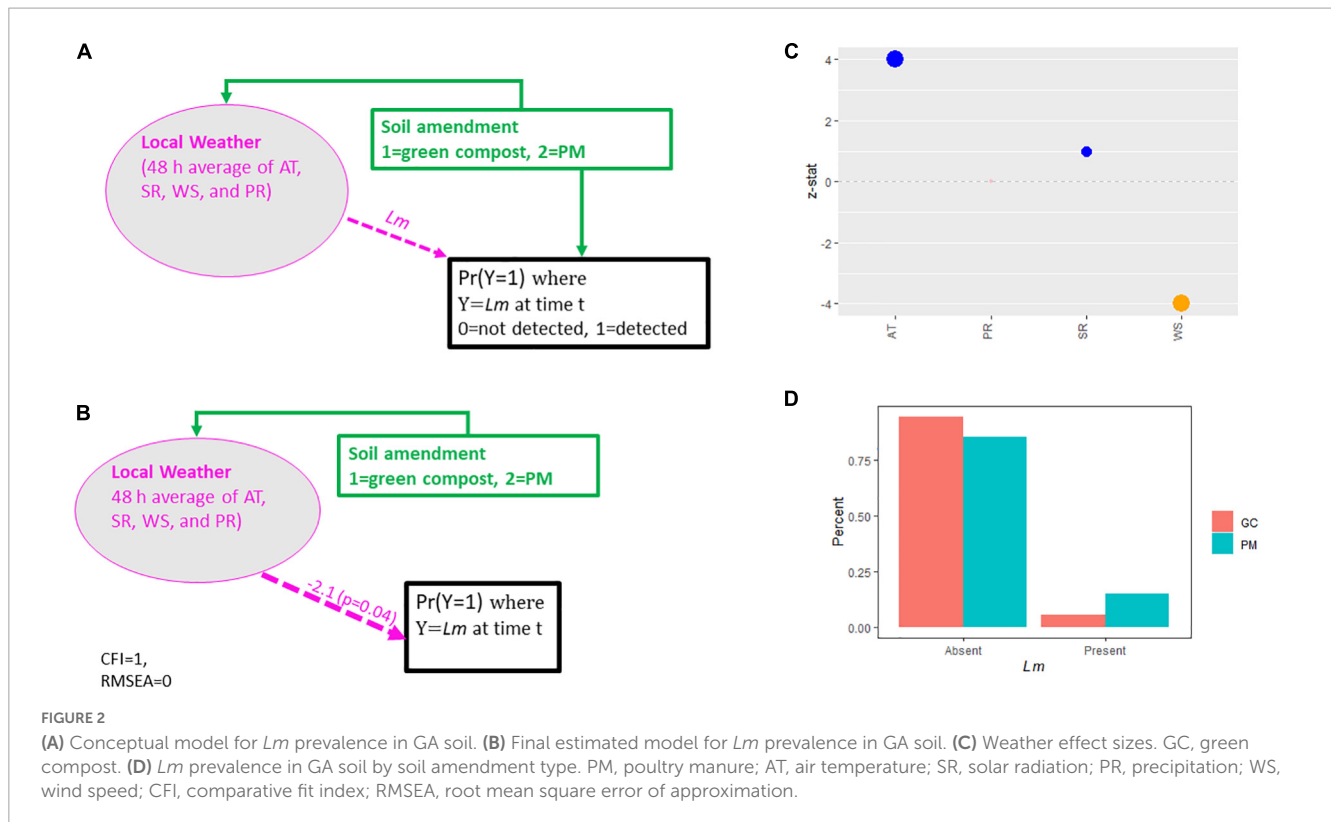 A
Local Weather
(48 h average of AT,
SR, WS, and PR)
Soil amendment
1=green compost, 2=PM
Lm
Pr(Y=1) where
Y=Lm at time t
0=not detected, 1=detected
B
Local Weather
48 h average of AT,
SR, WS, and PR)
Soil amendment
1=green compost, 2=PM
-2.1 (p=0.04)
Pr(Y=1) where
Y=Lm at time t
CFI=1,
RMSEA=0
C
z-stat
4
2
0
-2
-4
AT
PR
SR
WS
D
Percent
0.75
0.50
0.25
0.00
Absent
Present
Lm
GC
PM
FIGURE 2
(A) Conceptual model for Lm prevalence in GA soil. (B) Final estimated model for Lm prevalence in GA soil. (C) Weather effect sizes. GC, green
compost. (D) Lm prevalence in GA soil by soil amendment type. PM, poultry manure; AT, air temperature; SR, solar radiation; PR, precipitation; WS,
wind speed; CFI, comparative fit index; RMSEA, root mean square error of approximation.